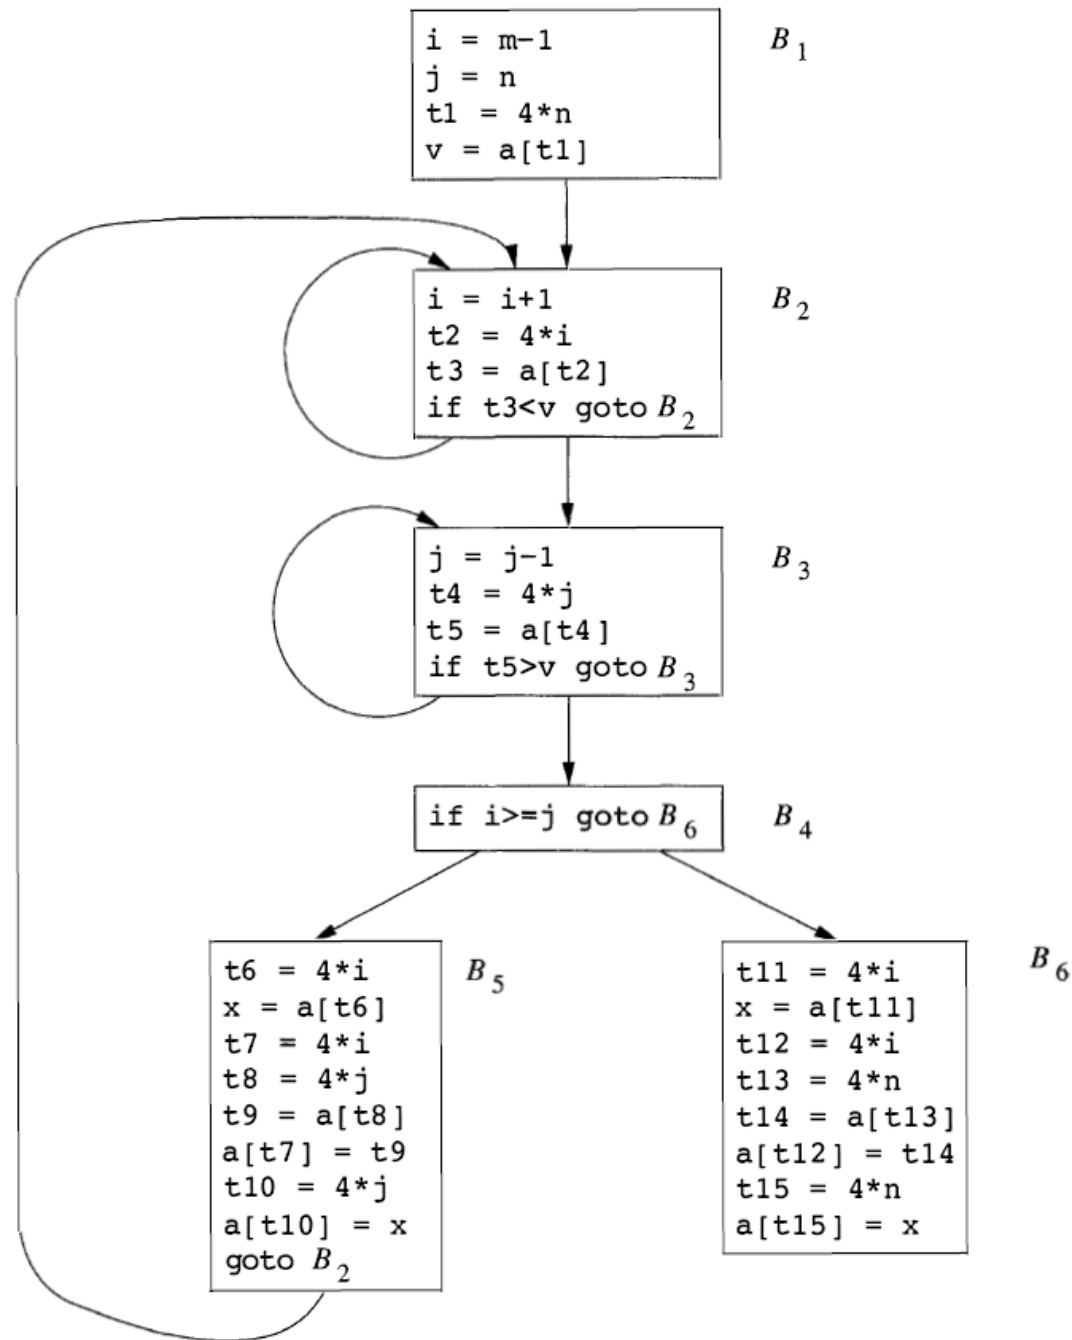 i = m-1
B1
j = n
t1 = 4*n
v = a[t1]
i = i+1
B2
t2 = 4*i
t3 = a[t2]
if t3<v goto B2
j = j-1
B3
t4 = 4*j
t5 = a[t4]
if t5>v goto B3
if i>=j goto B6
B4
t6 = 4*i
x = a[t6]
t7 = 4*i
t8 = 4*j
t9 = a[t8]
a[t7] = t9
t10 = 4*j
a[t10] = x
goto B2
B5
t11 = 4*i
x = a[t11]
t12 = 4*i
t13 = 4*n
t14 = a[t13]
a[t12] = t14
t15 = 4*n
a[t15] = x
B6